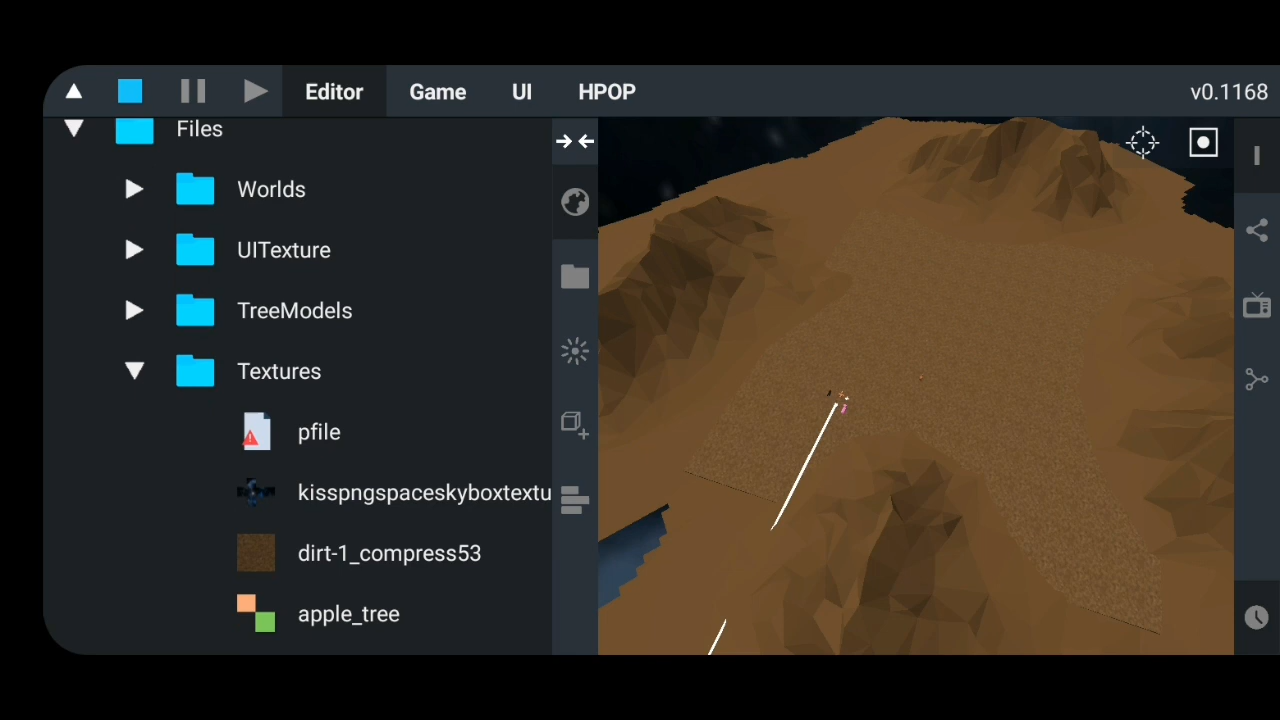 Editor Game UI HPOP v0.1168
Files
Worlds
UITexture
TreeModels
Textures
pfile
kisspngspaceskyboxtextu
dirt-1_compress53
apple_tree